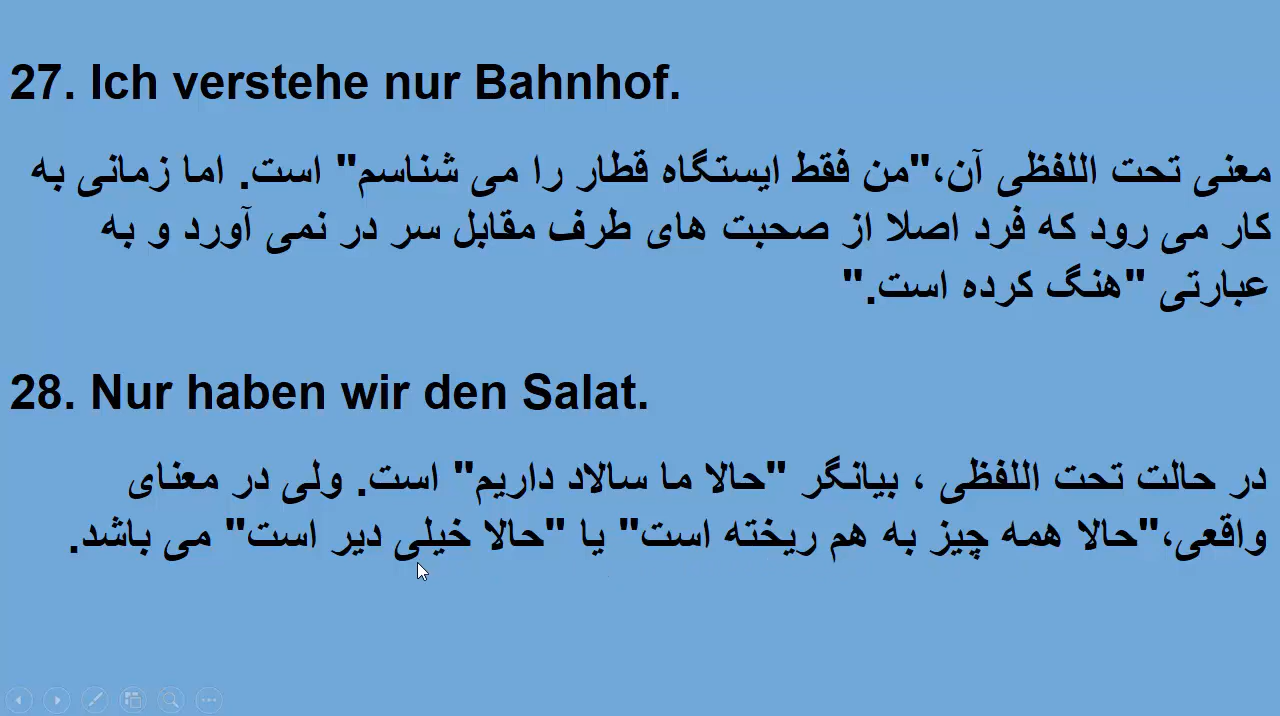 27. Ich verstehe nur Bahnhof.
معنی تحت اللفظی آن،"من فقط ایستگاه قطار را می شناسم" است. اما زمانی به
کار می رود که فرد اصلا از صحبت های طرف مقابل سر در نمی آورد و به
عبارتی "هنگ کرده است."
28. Nur haben wir den Salat.
در حالت تحت اللفظی ، بیانگر "حالا ما سالاد داریم" است. ولی در معنای
واقعی،"حالا همه چیز به هم ریخته است" یا "حالا خیلی دیر است" می باشد.